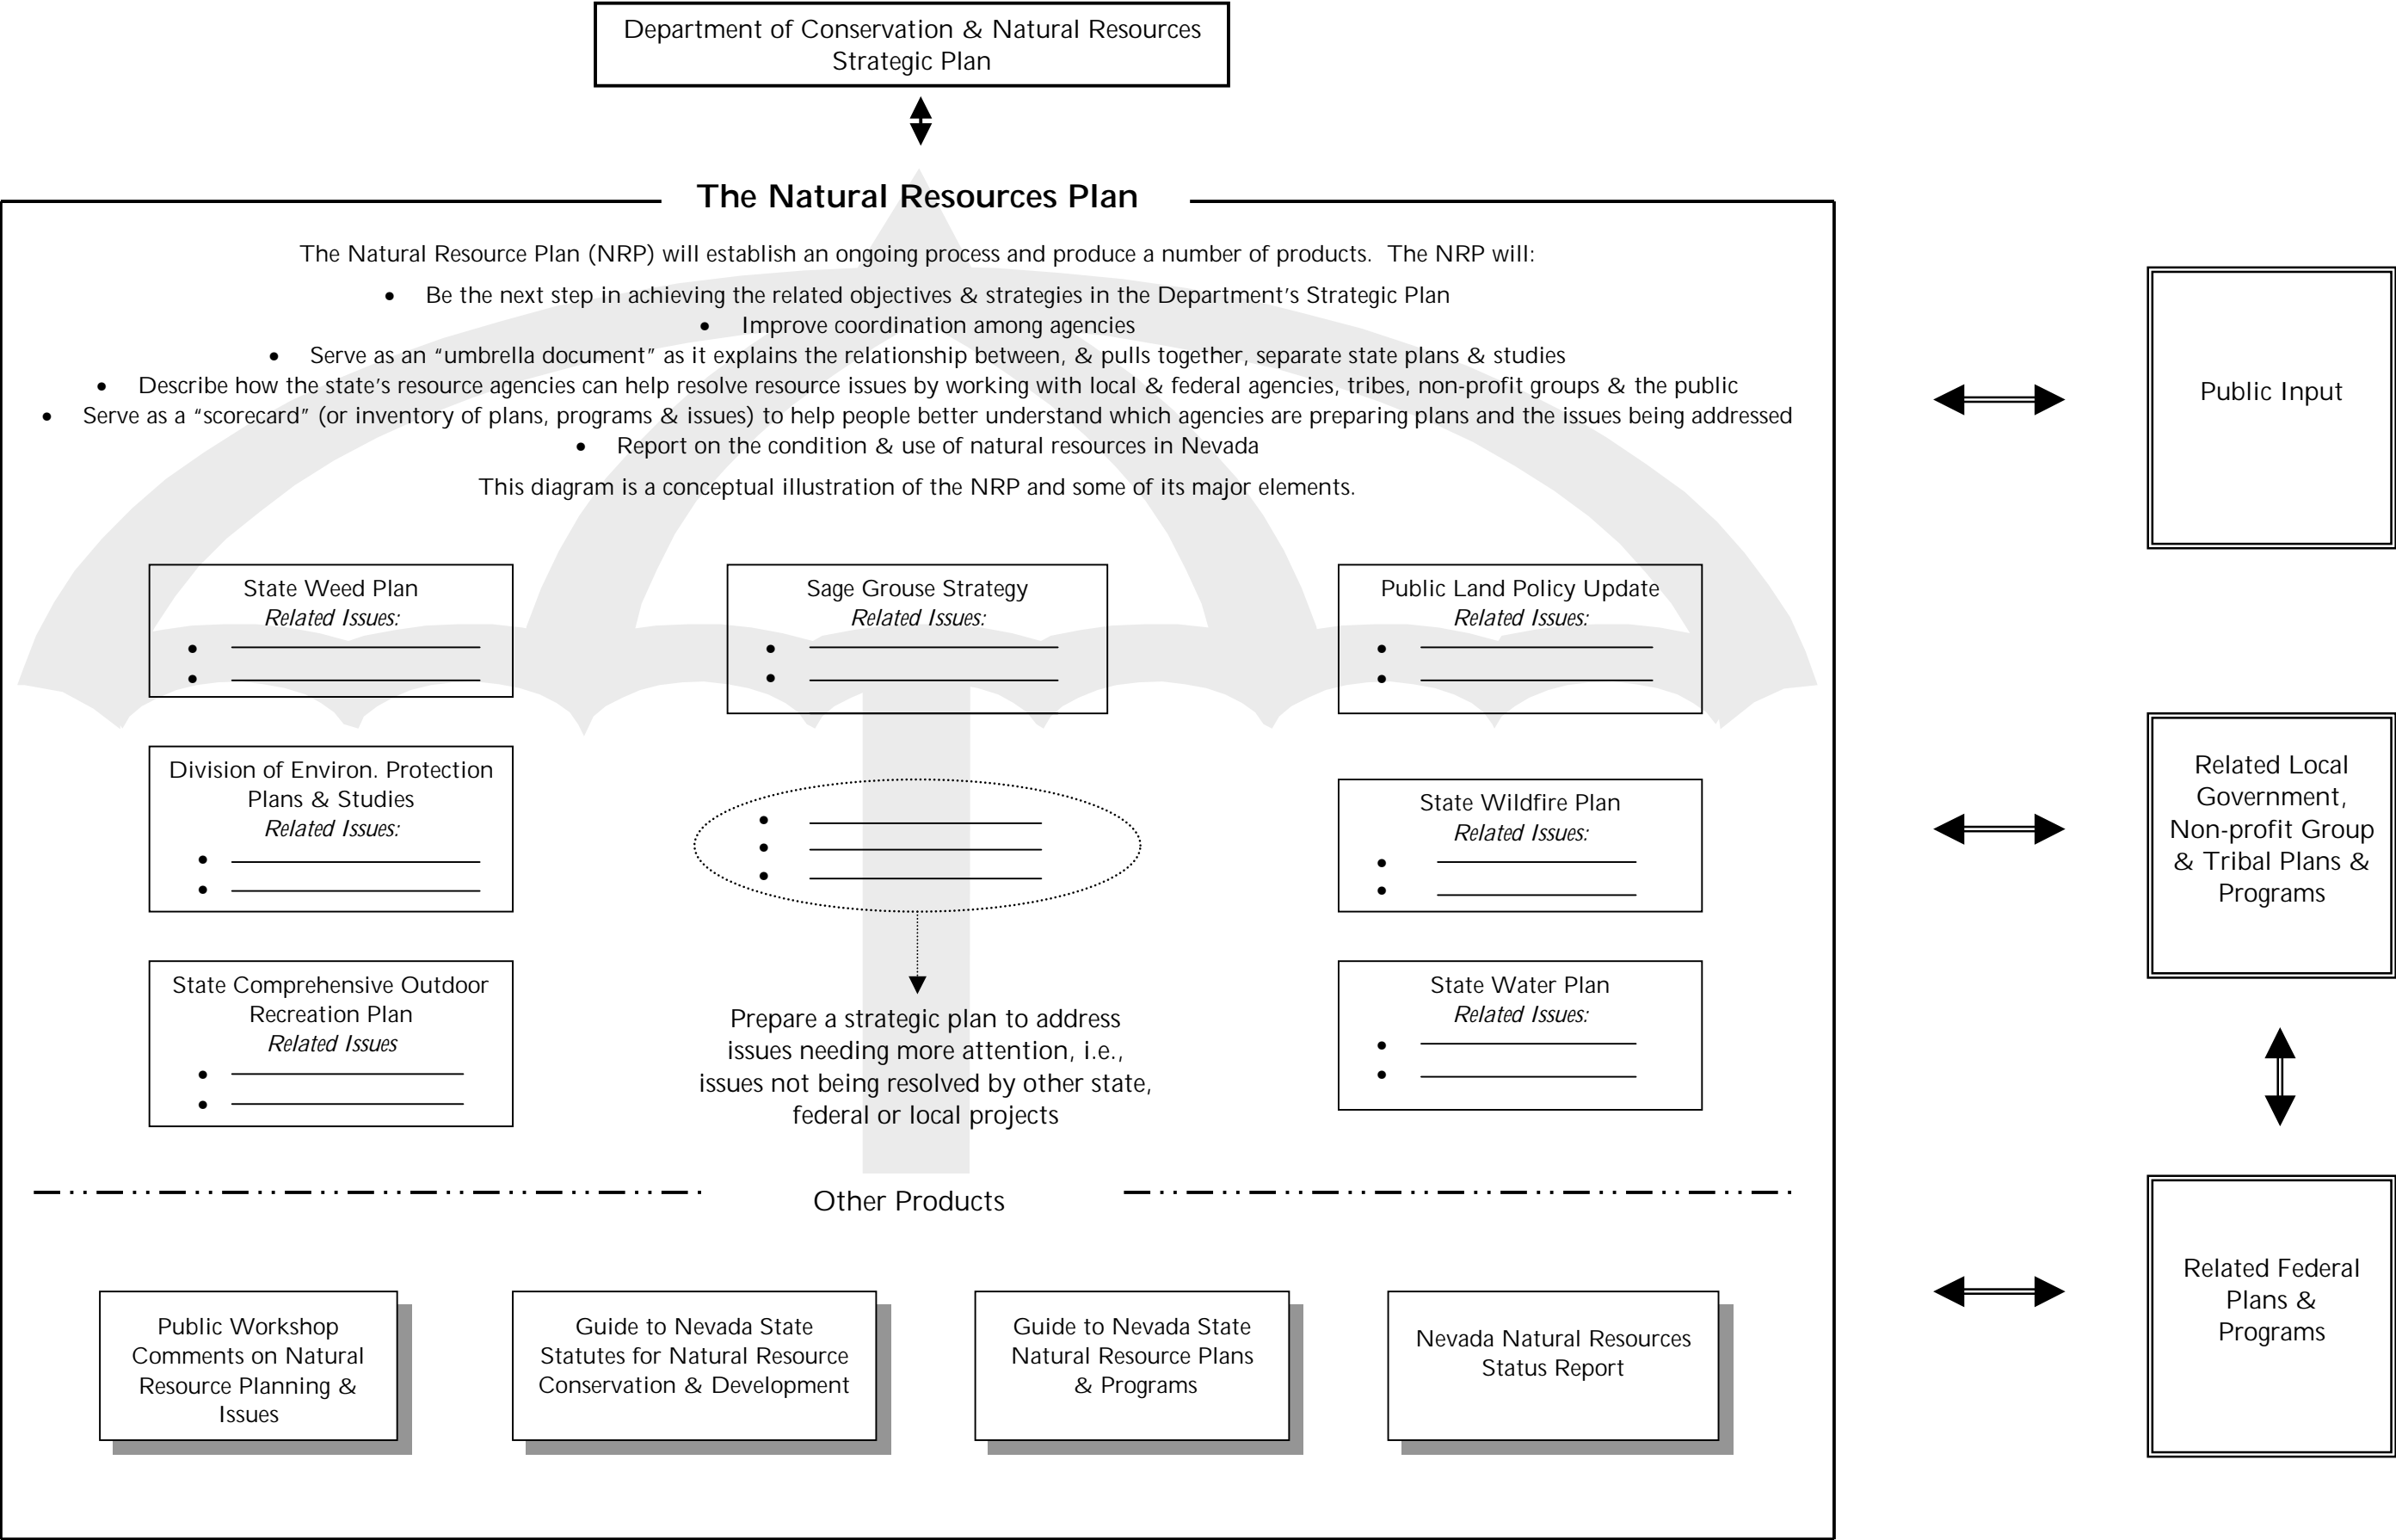 Department of Conservation & Natural Resources
Strategic Plan
The Natural Resources Plan
The Natural Resource Plan (NRP) will establish an ongoing process and produce a number of products. The NRP will:
• Be the next step in achieving the related objectives & strategies in the Department’s Strategic Plan
• Improve coordination among agencies
• Serve as an “umbrella document” as it explains the relationship between, & pulls together, separate state plans & studies
• Describe how the state’s resource agencies can help resolve resource issues by working with local & federal agencies, tribes, non-profit groups & the public
• Serve as a “scorecard” (or inventory of plans, programs & issues) to help people better understand which agencies are preparing plans and the issues being addressed
• Report on the condition & use of natural resources in Nevada
This diagram is a conceptual illustration of the NRP and some of its major elements.
State Weed Plan
Related Issues:
Sage Grouse Strategy
Related Issues:
Public Land Policy Update
Related Issues:
Division of Environ. Protection
Plans & Studies
Related Issues:
State Wildfire Plan
Related Issues:
State Comprehensive Outdoor
Recreation Plan
Related Issues
Prepare a strategic plan to address
issues needing more attention, i.e.,
issues not being resolved by other state,
federal or local projects
State Water Plan
Related Issues:
Other Products
Public Workshop
Comments on Natural
Resource Planning &
Issues
Guide to Nevada State
Statutes for Natural Resource
Conservation & Development
Guide to Nevada State
Natural Resource Plans
& Programs
Nevada Natural Resources
Status Report
Public Input
Related Local
Government,
Non-profit Group
& Tribal Plans &
Programs
Related Federal
Plans &
Programs